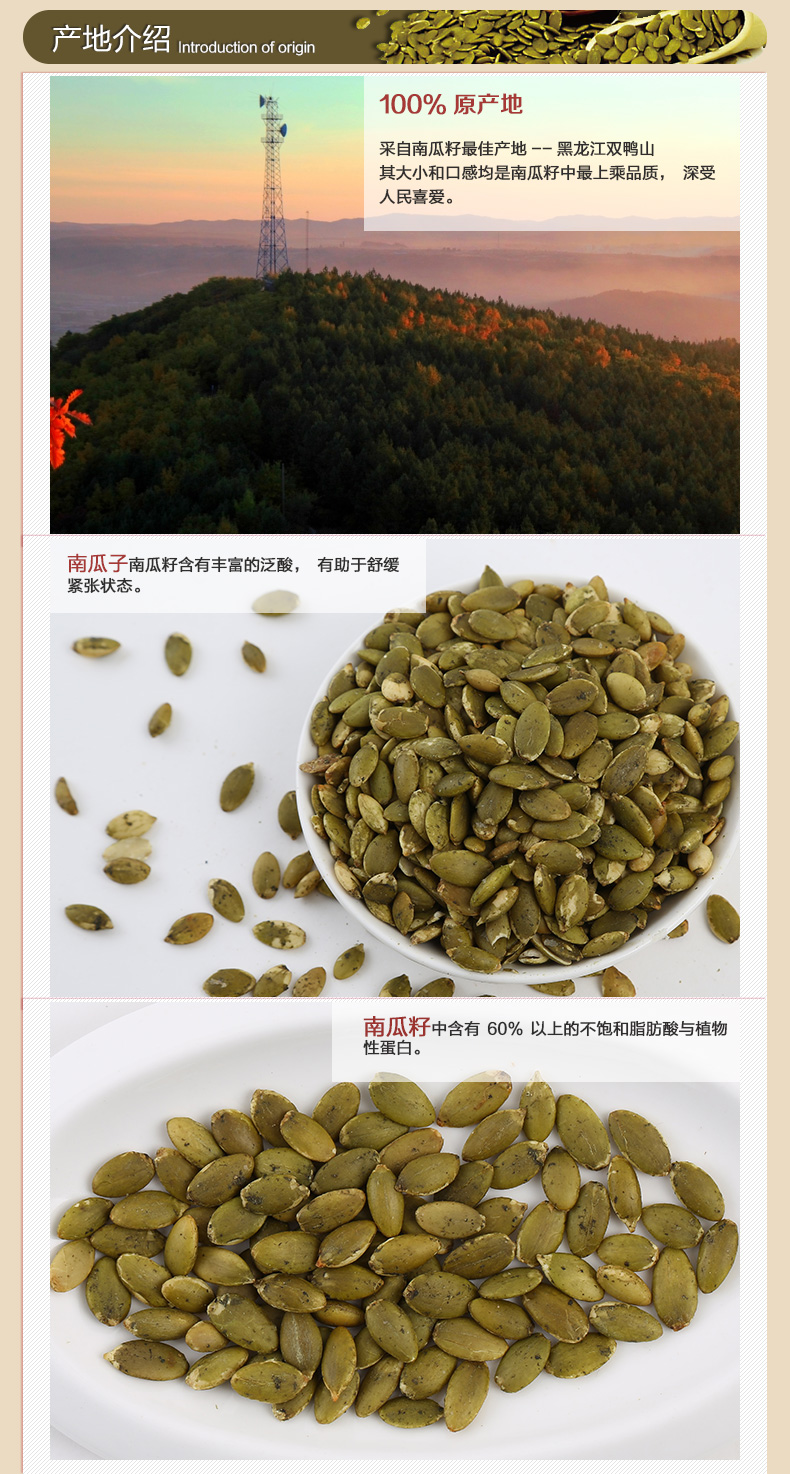 产地介绍 Introduction of origin
100% 原产地
采自南瓜籽最佳产地 -- 黑龙江双鸭山
其大小和口感均是南瓜籽中最上乘品质， 深受
人民喜爱。
南瓜子南瓜籽含有丰富的泛酸， 有助于舒缓
紧张状态。
南瓜籽中含有 60% 以上的不饱和脂肪酸与植物
性蛋白。